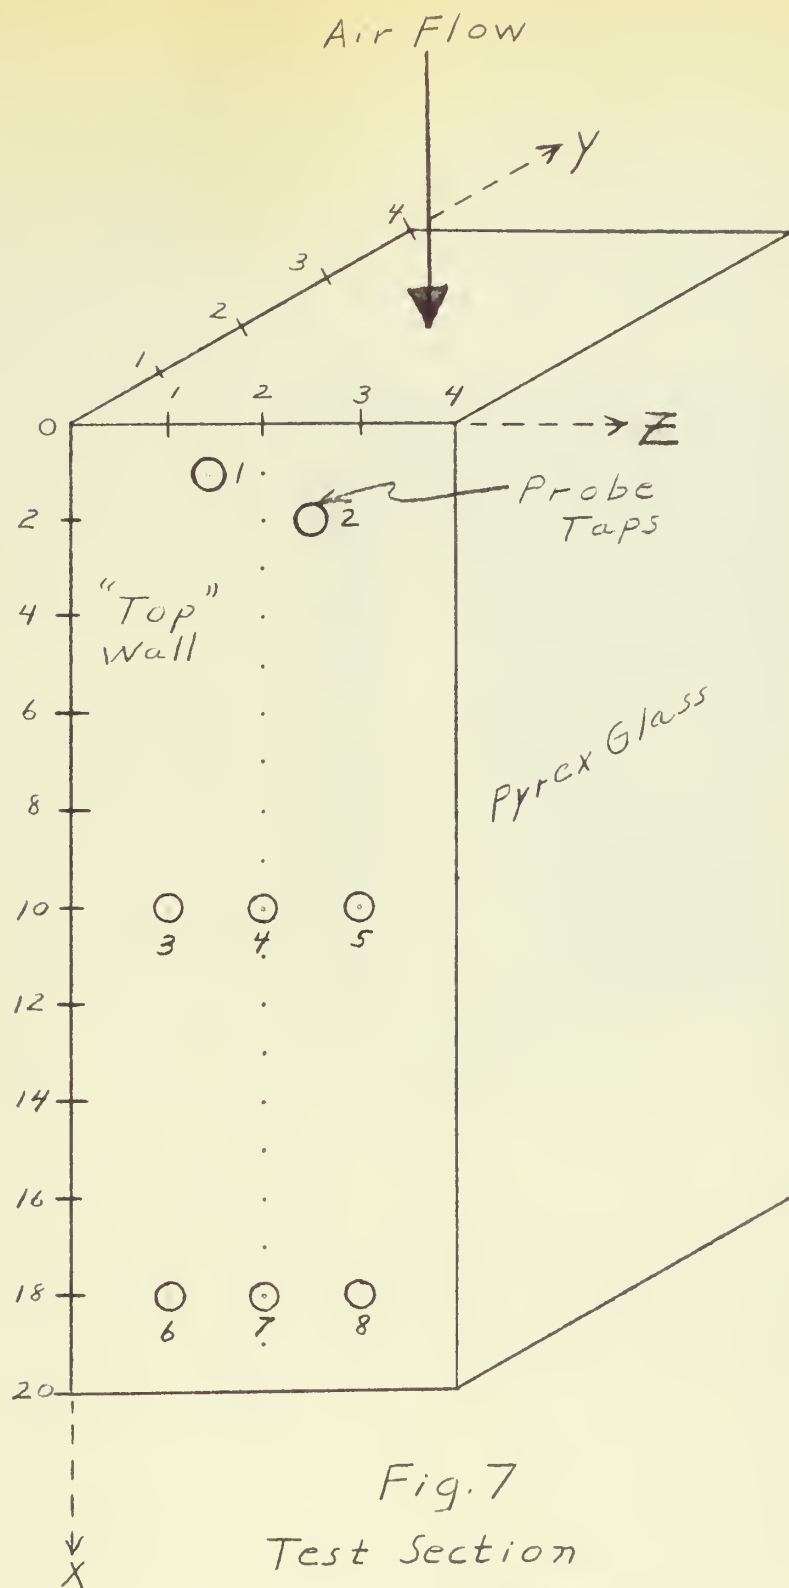 Air Flow
Y
4
3
2
1
1 2 3 4
0
Z
1
Probe
Taps
2
2
"Top"
Wall
4
6
Pyrex Glass
8
10
3 4 5
12
14
16
18
6 7 8
20
Fig. 7
Test Section
X